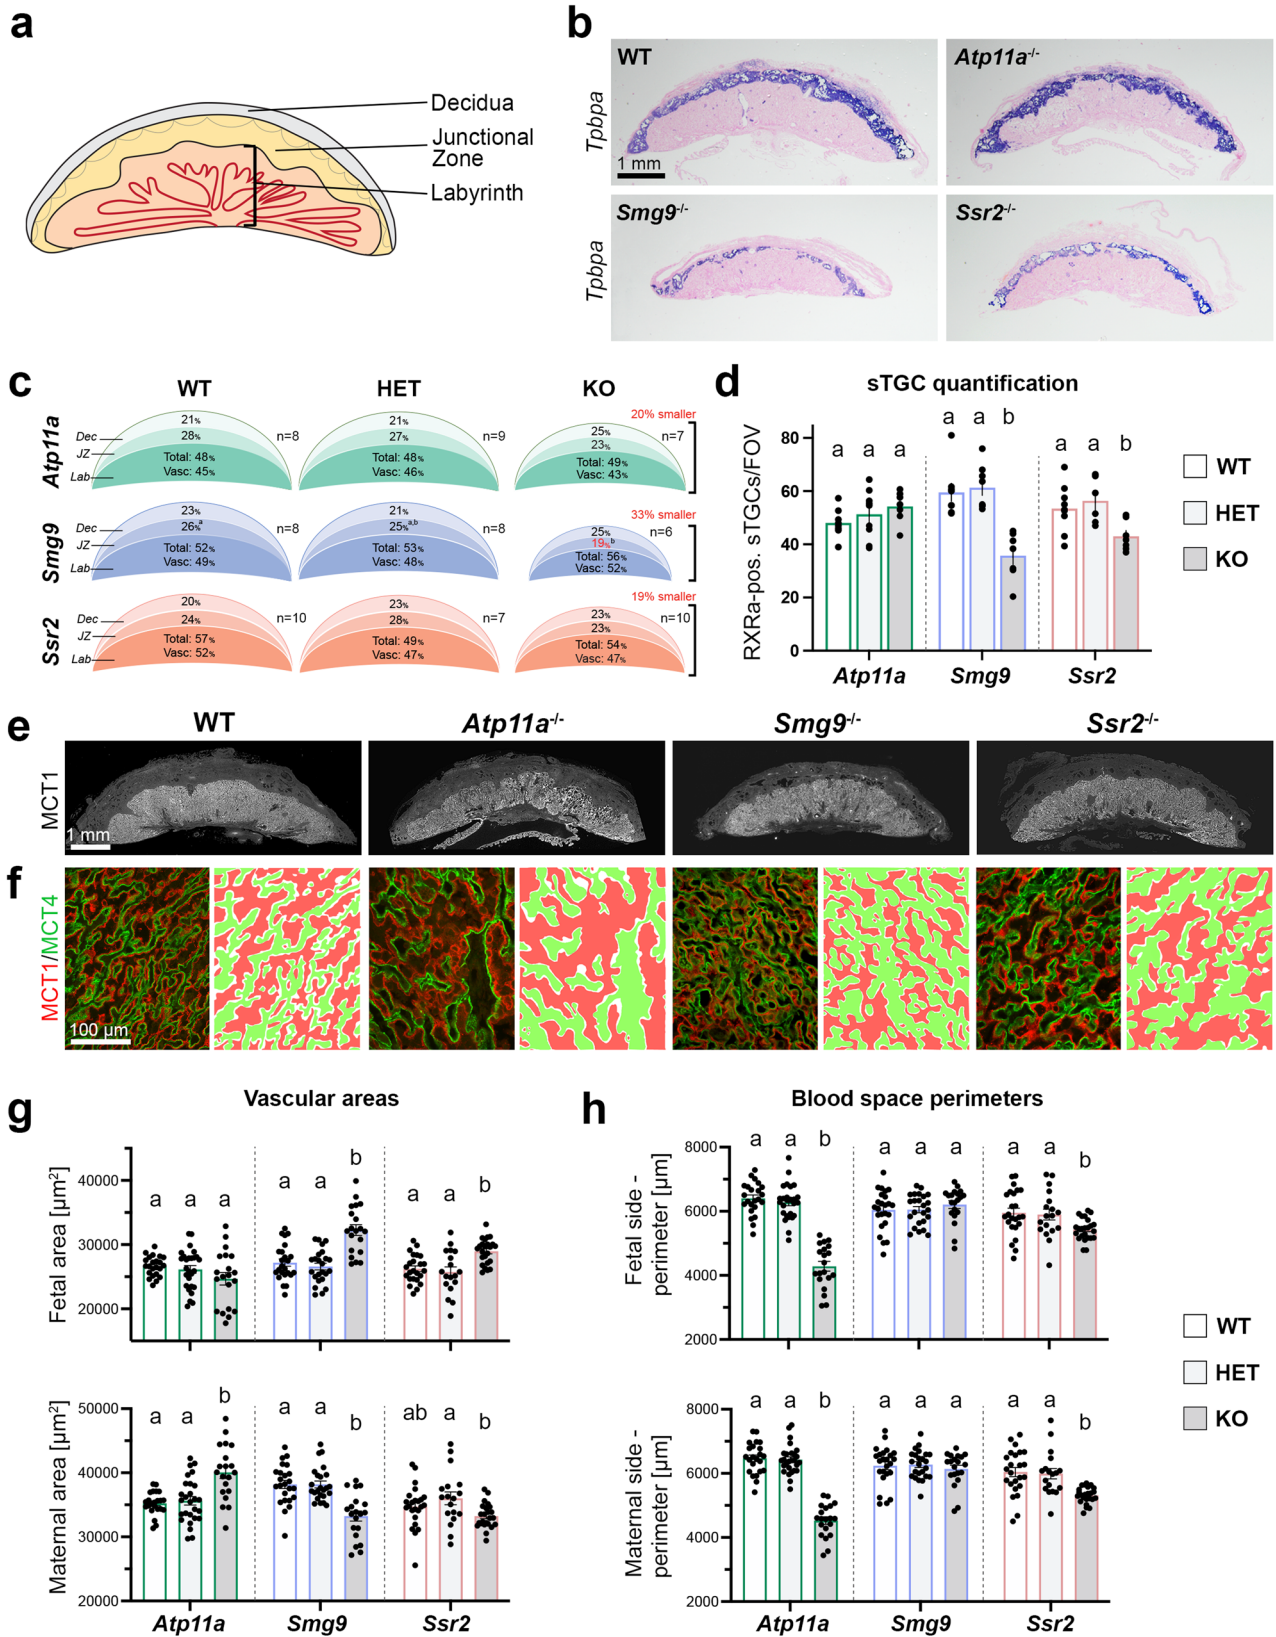 a
Decidua
Junctional
Zone
Labyrinth
b
WT
Atp11a-/-
Tpbpa
1 mm
Smg9-/-
Ssr2-/-
Tpbpa
c
WT
HET
KO
Atp11a
Dec
JZ
Lab
21%
28%
Total: 48%
Vasc: 45%
n=8
21%
27%
Total: 48%
Vasc: 46%
n=9
20% smaller
25%
23%
Total: 49%
Vasc: 43%
n=7
Smg9
Dec
JZ
Lab
23%
26%a
Total: 52%
Vasc: 49%
n=8
21%
25%a,b
Total: 53%
Vasc: 48%
n=8
33% smaller
25%
19%b
Total: 56%
Vasc: 52%
n=6
Ssr2
Dec
JZ
Lab
20%
24%
Total: 57%
Vasc: 52%
n=10
23%
28%
Total: 49%
Vasc: 47%
n=7
19% smaller
23%
23%
Total: 54%
Vasc: 47%
n=10
d
sTGC quantification
RXRa-pos. sTGCs/FOV
80
60
40
20
0
a a a a a b a a b
Atp11a Smg9 Ssr2
WT
HET
KO
e
WT
Atp11a-/-
Smg9-/-
Ssr2-/-
MCT1
1 mm
f
MCT1/MCT4
100 µm
g
Vascular areas
Fetal area [µm²]
40000
30000
20000
a a a a a b a a b
Maternal area [µm²]
50000
40000
30000
20000
a a b a a b ab a b
Atp11a Smg9 Ssr2
h
Blood space perimeters
Fetal side -
perimeter [µm]
8000
6000
4000
2000
a a b a a a a a b
Maternal side -
perimeter [µm]
8000
6000
4000
2000
a a b a a a a a b
Atp11a Smg9 Ssr2
WT
HET
KO